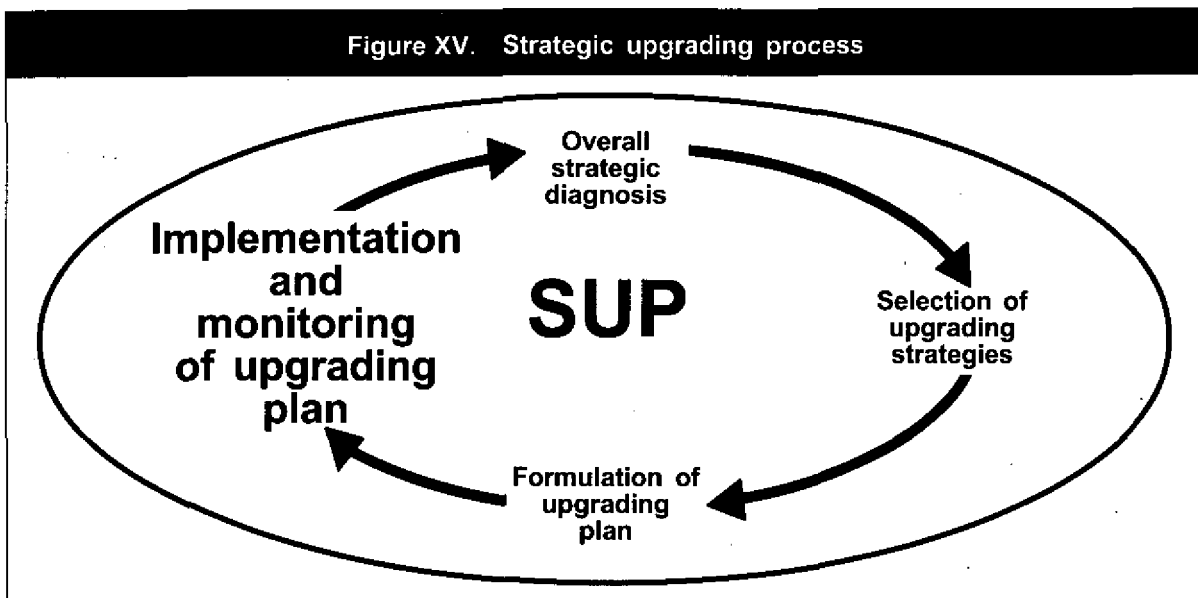 Figure XV. Strategic upgrading process
Overall
strategic
diagnosis
Implementation
and
monitoring
of upgrading
plan
SUP
Selection of
upgrading
strategies
Formulation of
upgrading
plan